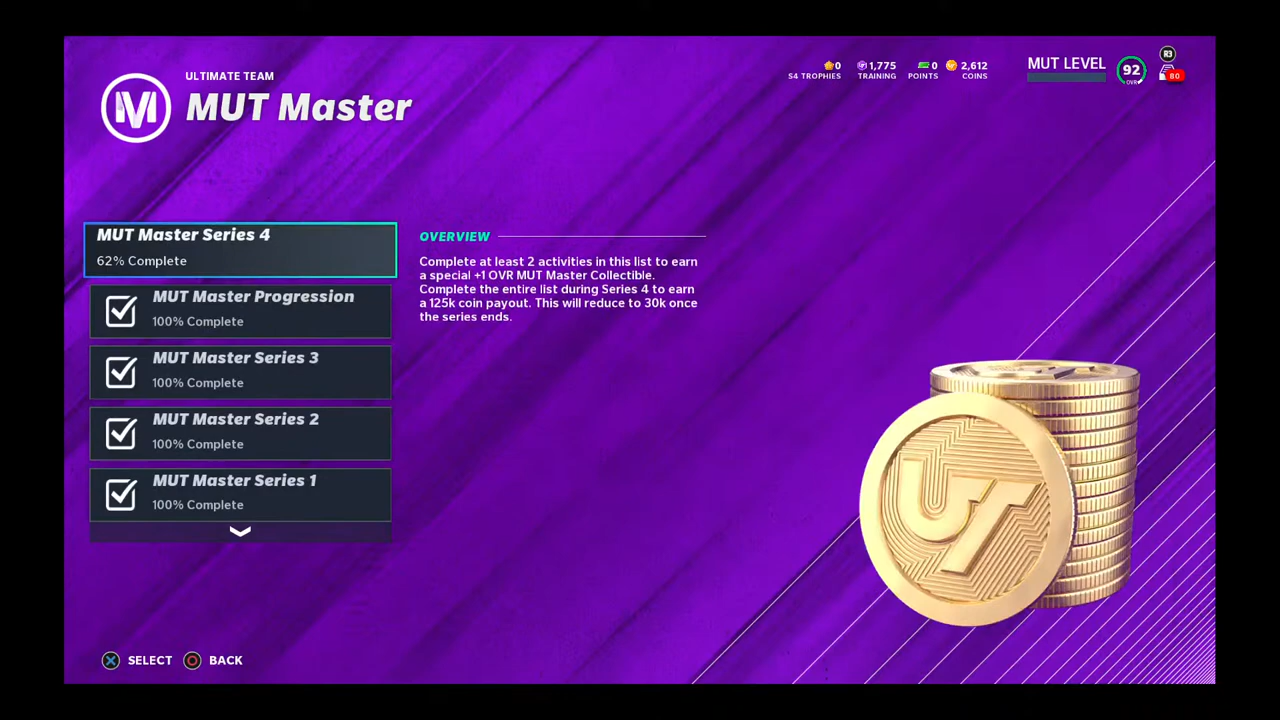 ULTIMATE TEAM
MUT Master
0
S4 TROPHIES
1,775
TRAINING
0
POINTS
2,612
COINS
MUT LEVEL
92
OVR
R3
80
MUT Master Series 4
62% Complete
MUT Master Progression
100% Complete
MUT Master Series 3
100% Complete
MUT Master Series 2
100% Complete
MUT Master Series 1
100% Complete
OVERVIEW
Complete at least 2 activities in this list to earn
a special +1 OVR MUT Master Collectible.
Complete the entire list during Series 4 to earn
a 125k coin payout. This will reduce to 30k once
the series ends.
UT
SELECT
BACK